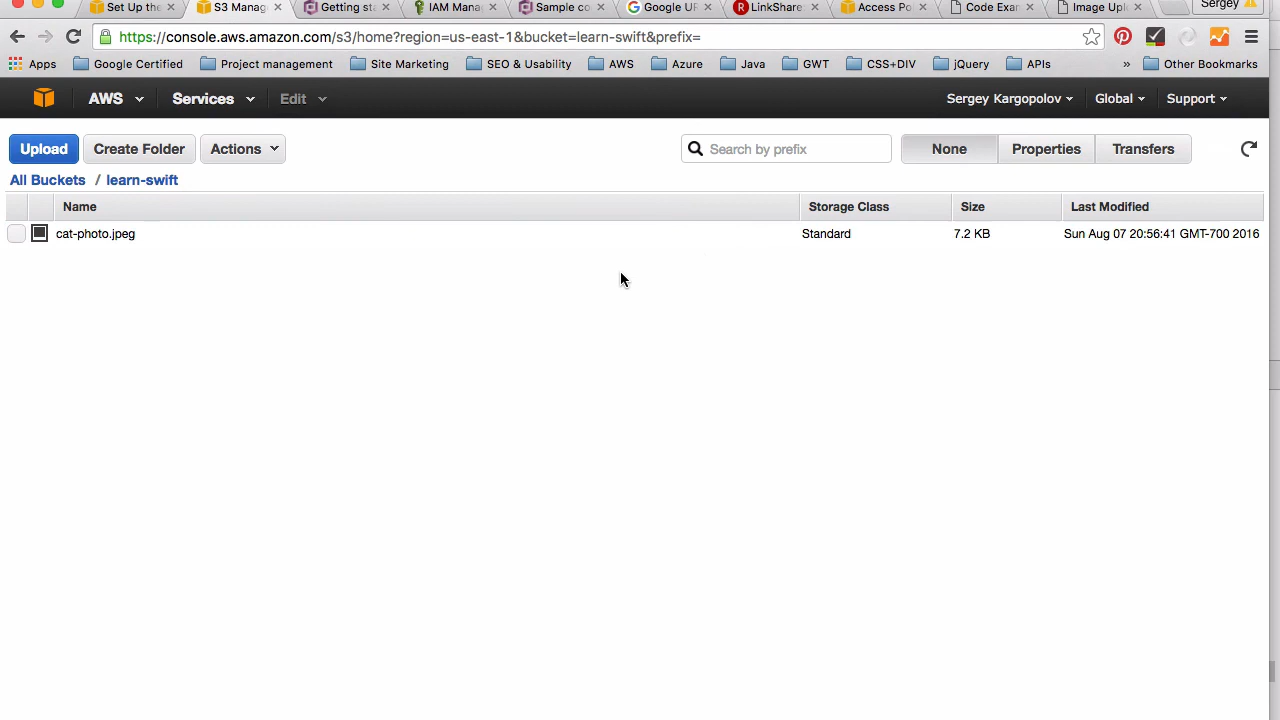 Set Up the
S3 Manag
Getting st
IAM Mana
Sample co
Google UR
LinkShare
Access Po
Code Exa
Image Upl
Sergey
https://console.aws.amazon.com/s3/home?region=us-east-1&bucket=learn-swift&prefix=
Apps Google Certified Project management Site Marketing SEO & Usability AWS Azure Java GWT CSS+DIV jQuery APIs » Other Bookmarks
AWS Services Edit Sergey Kargopolov Global Support
Upload Create Folder Actions Search by prefix None Properties Transfers
All Buckets / learn-swift
Name Storage Class Size Last Modified
cat-photo.jpeg Standard 7.2 KB Sun Aug 07 20:56:41 GMT-700 2016